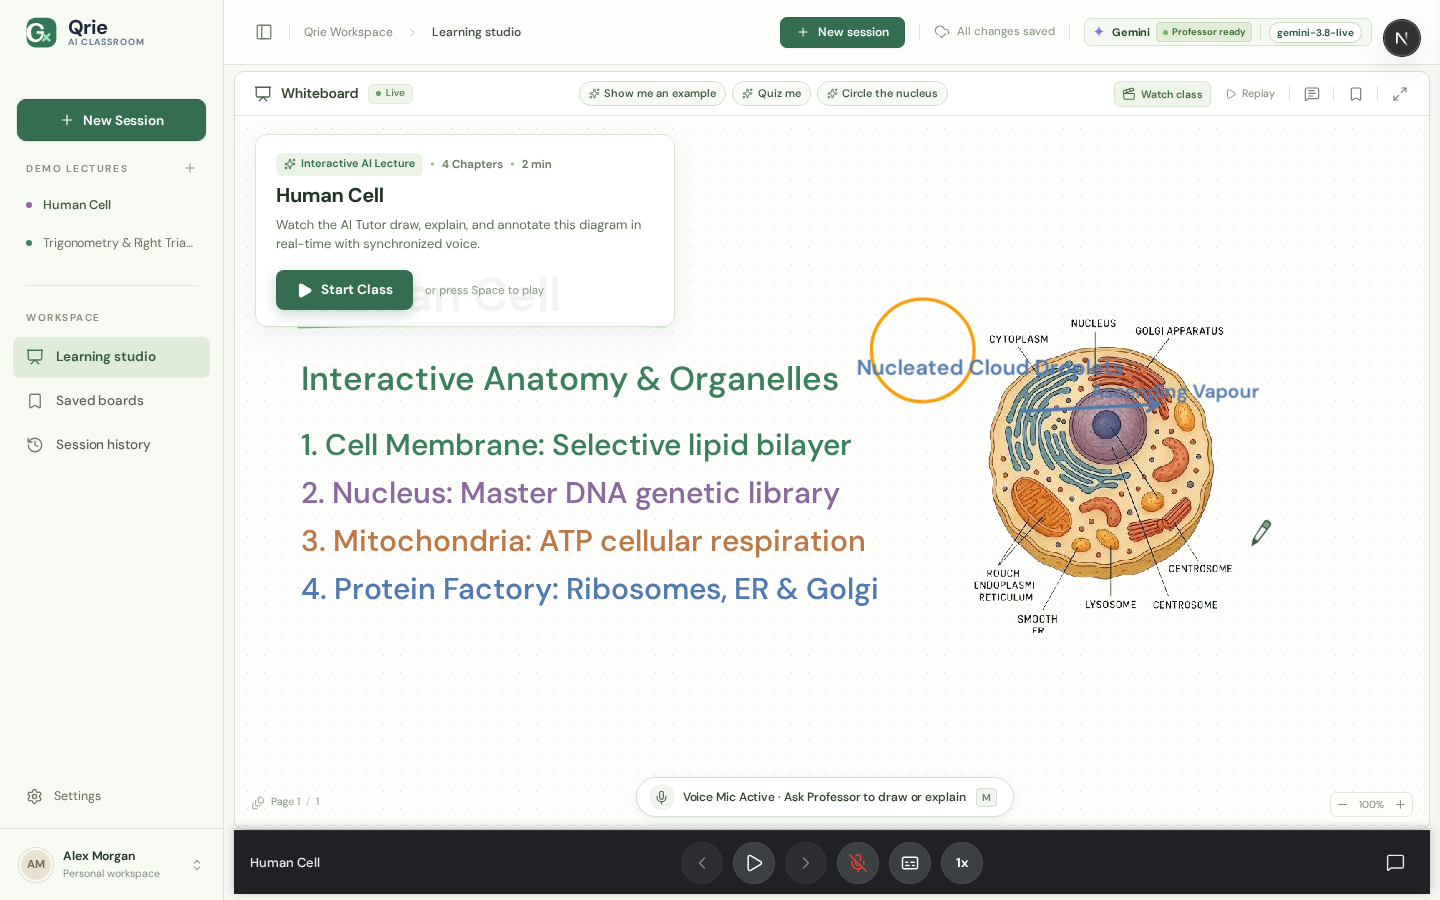 Qrie
AI CLASSROOM
New Session
DEMO LECTURES
Human Cell
Trigonometry & Right Tria...
WORKSPACE
Learning studio
Saved boards
Session history
Settings
AM
Alex Morgan
Personal workspace
Qrie Workspace
Learning studio
New session
All changes saved
Gemini
Professor ready
gemini-3.8-live
N
Whiteboard
Live
Show me an example
Quiz me
Circle the nucleus
Watch class
Replay
Interactive AI Lecture • 4 Chapters • 2 min
Human Cell
Watch the AI Tutor draw, explain, and annotate this diagram in
real-time with synchronized voice.
Start Class
or press Space to play
an Cell
Interactive Anatomy & Organelles
1. Cell Membrane: Selective lipid bilayer
2. Nucleus: Master DNA genetic library
3. Mitochondria: ATP cellular respiration
4. Protein Factory: Ribosomes, ER & Golgi
NUCLEUS
CYTOPLASM
GOLGI APPARATUS
Nucleated Cloud Droplets
Ascending Vapour
ROUCH
ENDOPLASMI
RETICULUM
SMOOTH
ER
LYSOSOME
CENTROSOME
CENTROSOME
Page 1 / 1
Voice Mic Active · Ask Professor to draw or explain
M
100%
Human Cell
1x